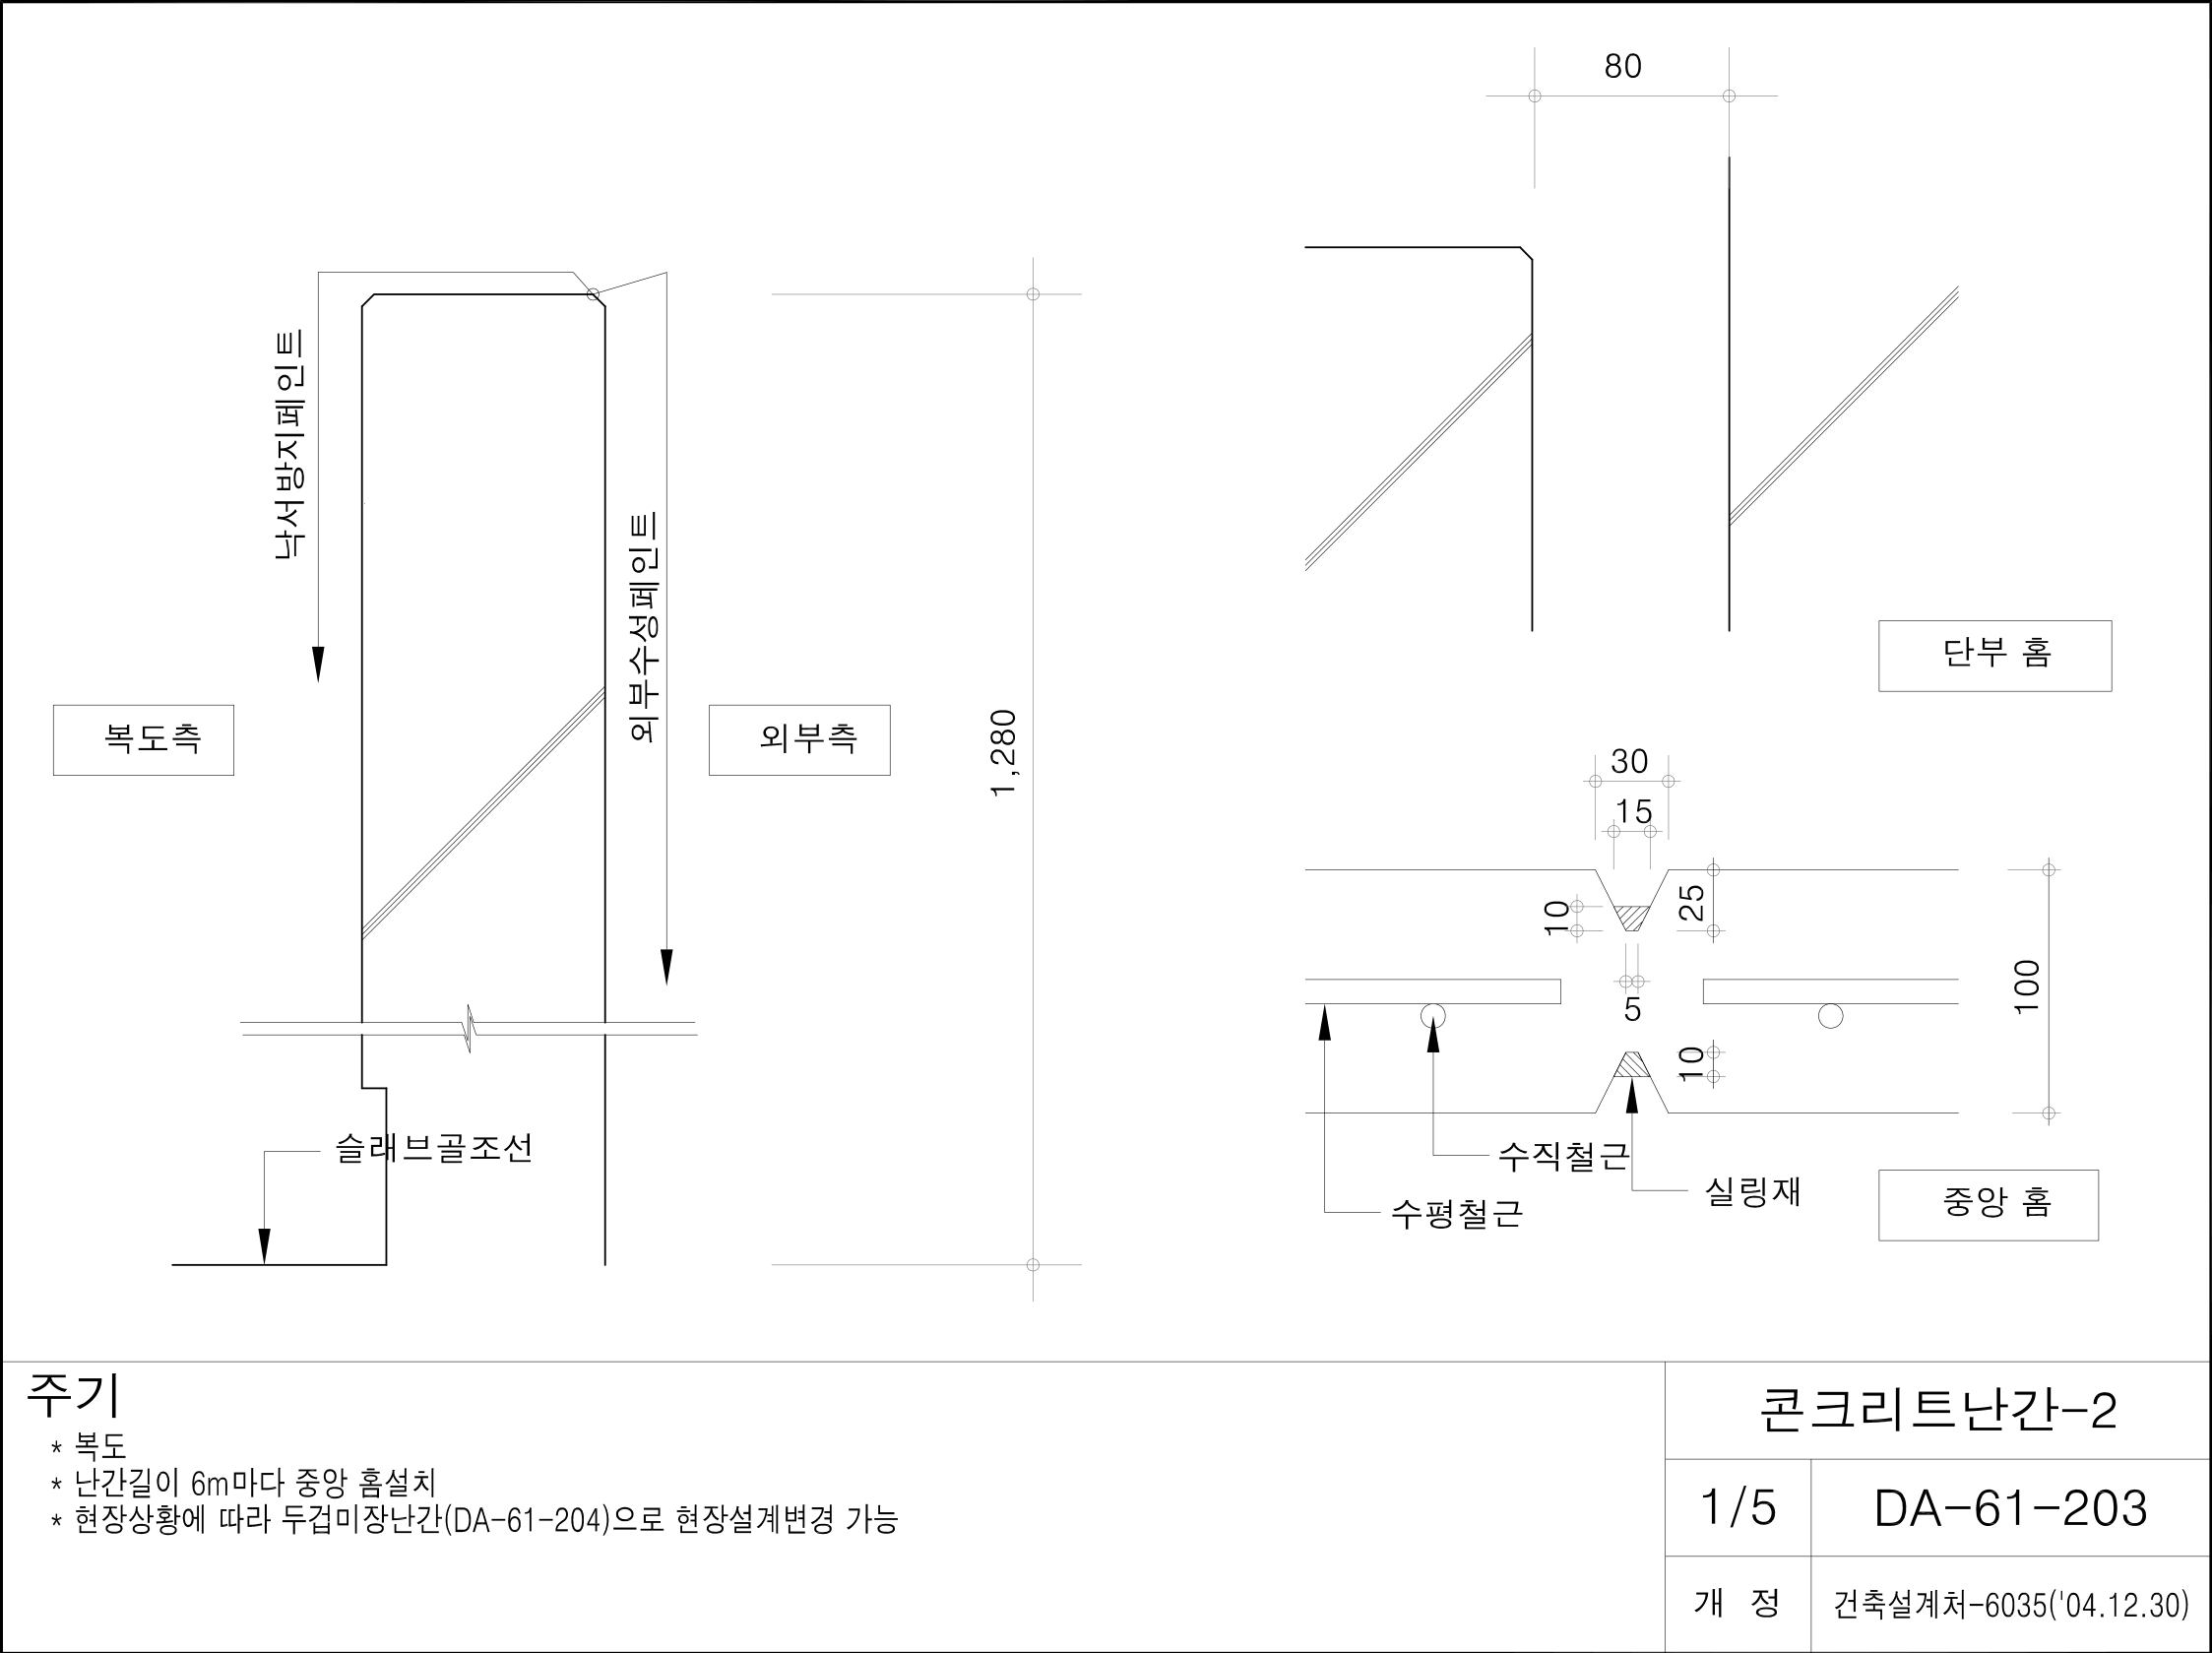 80
낙서방지페인트
외부수성페인트
복도측
외부측
1,280
단부 홈
30
15
10
25
5
100
10
슬래브골조선
수직철근
실링재
수평철근
중앙 홈
주기
* 복도
* 난간길이 6m마다 중앙 홈설치
* 현장상황에 따라 두겁미장난간(DA-61-204)으로 현장설계변경 가능
콘크리트난간-2
1/5
DA-61-203
개 정
건축설계처-6035('04.12.30)